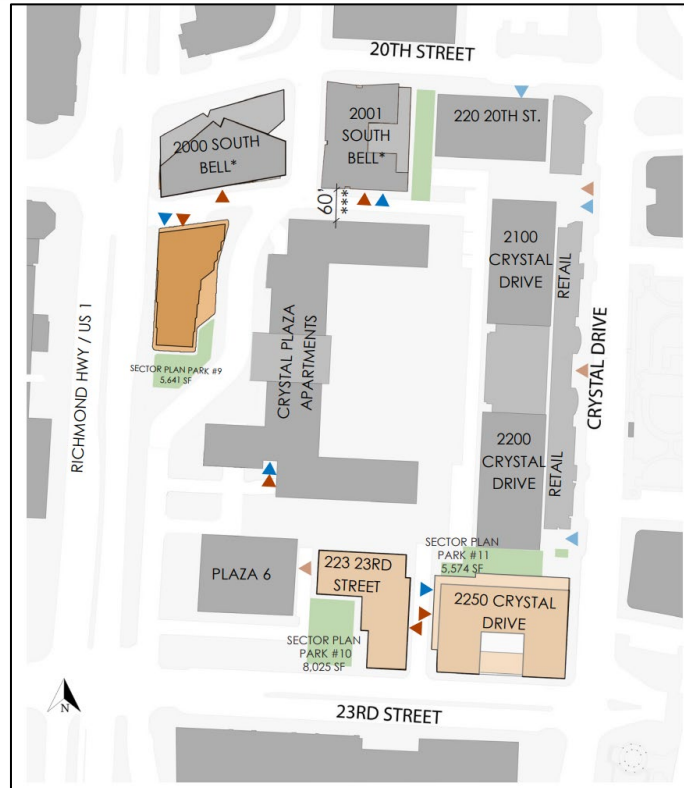 20TH STREET
2000 SOUTH
BELL*
2001
SOUTH
BELL*
220 20TH ST.
60'
***
2100
CRYSTAL
DRIVE
RETAIL
CRYSTAL DRIVE
RICHMOND HWY / US 1
SECTOR PLAN PARK #9
5,641 SF
CRYSTAL PLAZA
APARTMENTS
2200
CRYSTAL
DRIVE
RETAIL
SECTOR PLAN
PARK #11
5,574 SF
PLAZA 6
223 23RD
STREET
2250 CRYSTAL
DRIVE
SECTOR PLAN
PARK #10
8,025 SF
N
23RD STREET